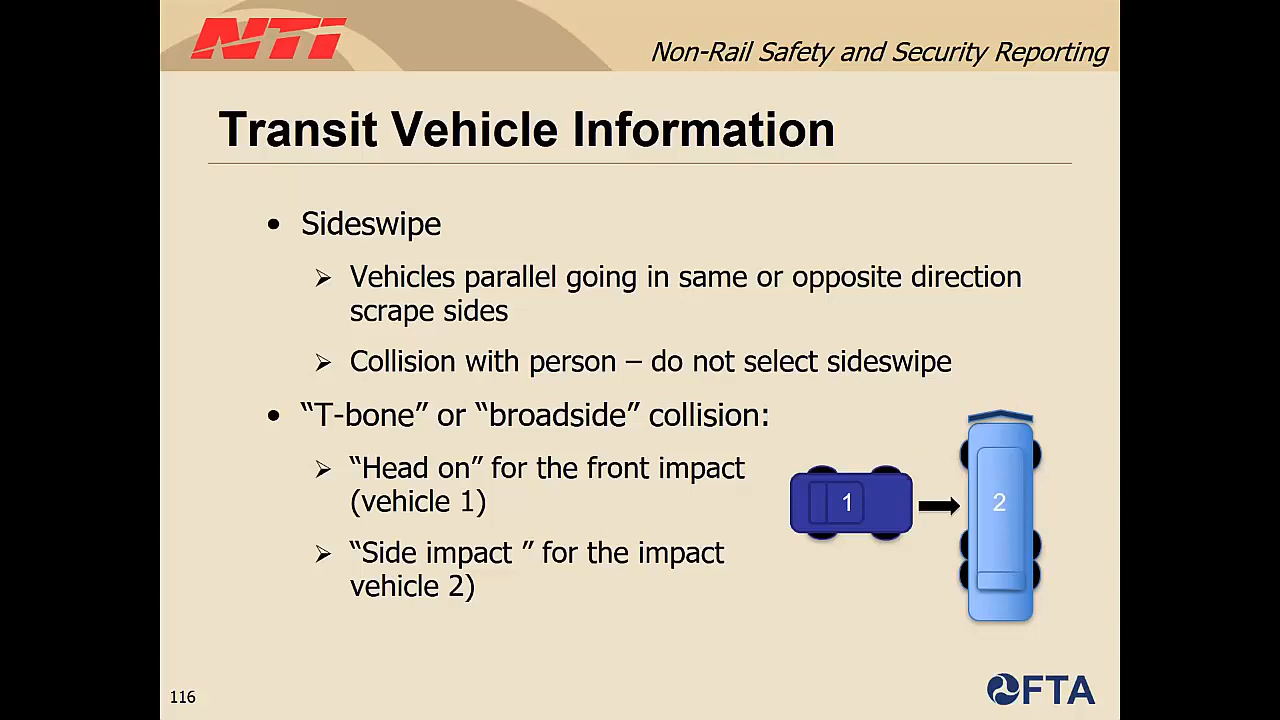 NTI
Non-Rail Safety and Security Reporting
Transit Vehicle Information
• Sideswipe
➢ Vehicles parallel going in same or opposite direction
scrape sides
➢ Collision with person – do not select sideswipe
• “T-bone” or “broadside” collision:
➢ “Head on” for the front impact
(vehicle 1)
➢ “Side impact ” for the impact
vehicle 2)
1
2
116
FTA